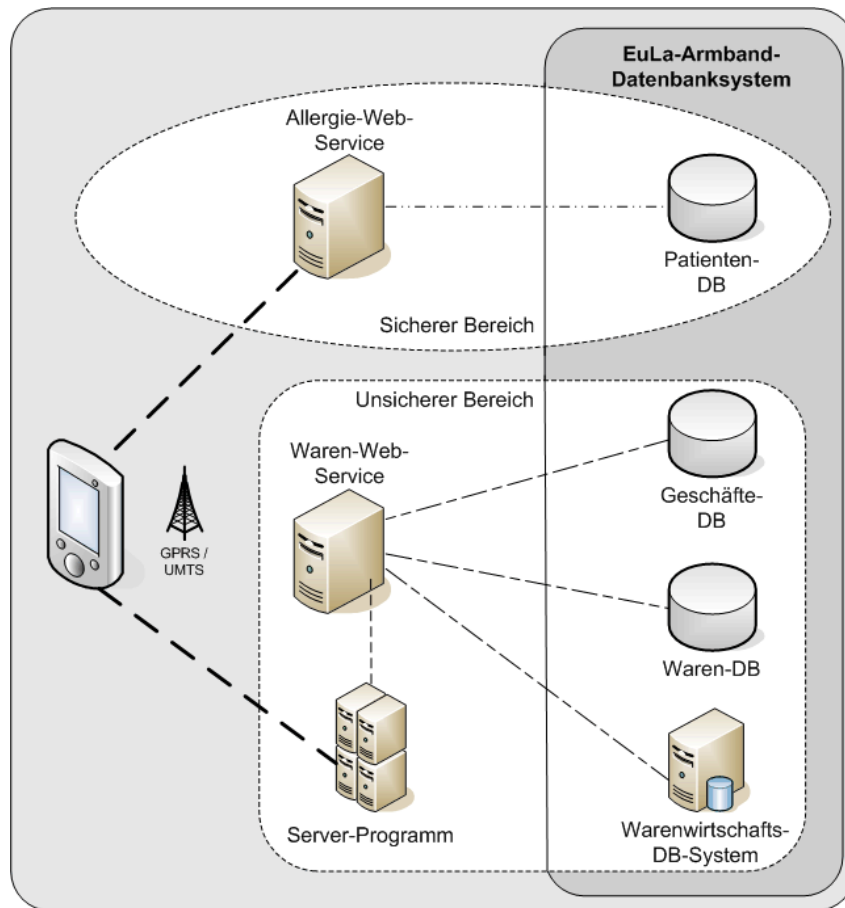 EuLa-Armband-
Datenbanksystem
Allergie-Web-
Service
Patienten-
DB
Sicherer Bereich
Unsicherer Bereich
Waren-Web-
Service
Geschäfte-
DB
GPRS /
UMTS
Waren-DB
Server-Programm
Warenwirtschafts-
DB-System